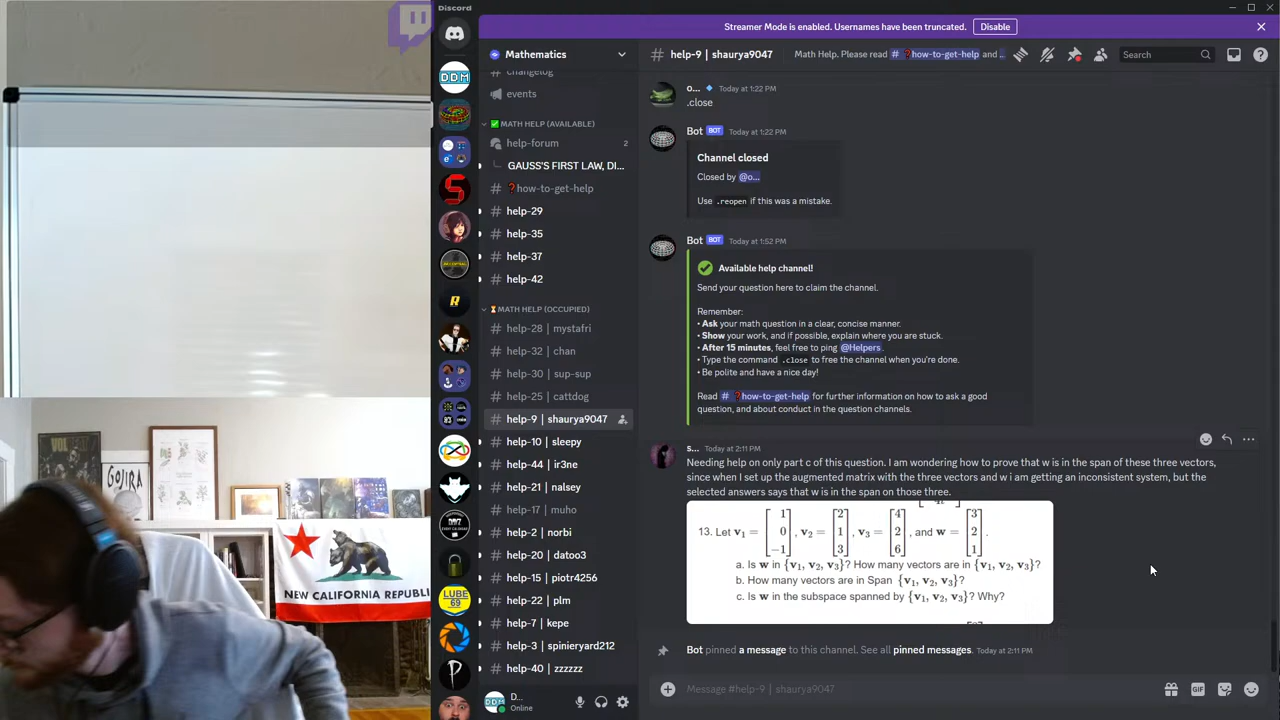 Discord
Streamer Mode is enabled. Usernames have been truncated.
Disable
Mathematics
help-9 | shaurya9047
Math Help. Please read # ❓how-to-get-help and ...
Search
changelog
events
MATH HELP (AVAILABLE)
help-forum
2
GAUSS'S FIRST LAW, DI...
❓how-to-get-help
help-29
help-35
help-37
help-42
MATH HELP (OCCUPIED)
help-28 | mystafri
help-32 | chan
help-30 | sup-sup
help-25 | cattdog
help-9 | shaurya9047
help-10 | sleepy
help-44 | ir3ne
help-21 | nalsey
help-17 | muho
help-2 | norbi
help-20 | datoo3
help-15 | piotr4256
help-22 | plm
help-7 | kepe
help-3 | spinieryard212
help-40 | zzzzzz
D...
Online
DDM
LUBE
69
DDM
o...
Today at 1:22 PM
.close
Bot BOT Today at 1:22 PM
Channel closed
Closed by @o...
Use .reopen if this was a mistake.
Bot BOT Today at 1:52 PM
Available help channel!
Send your question here to claim the channel.
Remember:
• Ask your math question in a clear, concise manner.
• Show your work, and if possible, explain where you are stuck.
• After 15 minutes, feel free to ping @Helpers.
• Type the command .close to free the channel when you're done.
• Be polite and have a nice day!
Read # ❓how-to-get-help for further information on how to ask a good
question, and about conduct in the question channels.
s... Today at 2:11 PM
Needing help on only part c of this question. I am wondering how to prove that w is in the span of these three vectors,
since when I set up the augmented matrix with the three vectors and w i am getting an inconsistent system, but the
selected answers says that w is in the span on those three.
13. Let v₁ = [1 0 −1], v₂ = [2 1 3], v₃ = [4 2 6], and w = [3 2 1].
a. Is w in {v₁, v₂, v₃}? How many vectors are in {v₁, v₂, v₃}?
b. How many vectors are in Span {v₁, v₂, v₃}?
c. Is w in the subspace spanned by {v₁, v₂, v₃}? Why?
Bot pinned a message to this channel. See all pinned messages. Today at 2:11 PM
Message #help-9 | shaurya9047
GIF
GOJIRA
NEW CALIFORNIA REPUBLI